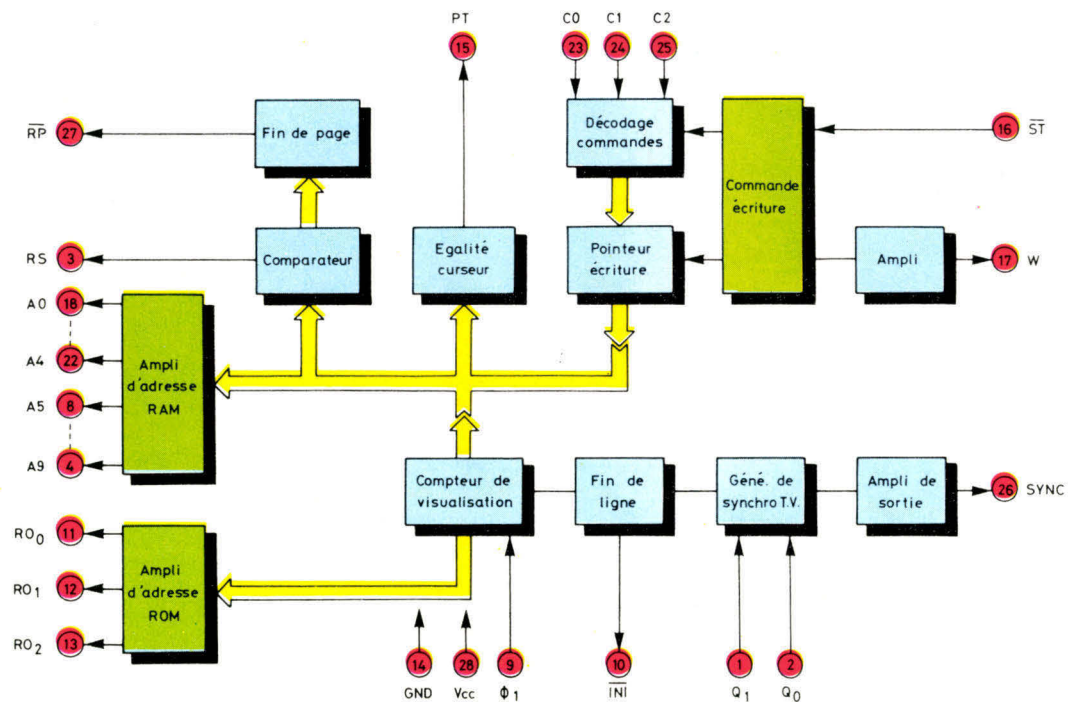 PT
C0 C1 C2
15
23 24 25
R̅P̅ 27
Fin de page
Décodage
commandes
16 S̅T̅
Commande
écriture
RS 3
Comparateur
Egalité
curseur
Pointeur
écriture
Ampli
17 W
A0 18
A4 22
A5 8
A9 4
Ampli
d'adresse
RAM
Compteur de
visualisation
Fin de
ligne
Géné. de
synchro T.V.
Ampli de
sortie
26 SYNC
RO₀ 11
RO₁ 12
RO₂ 13
Ampli
d'adresse
ROM
14 28 9 10 1 2
GND Vcc Φ₁ I̅N̅I̅ Q₁ Q₀